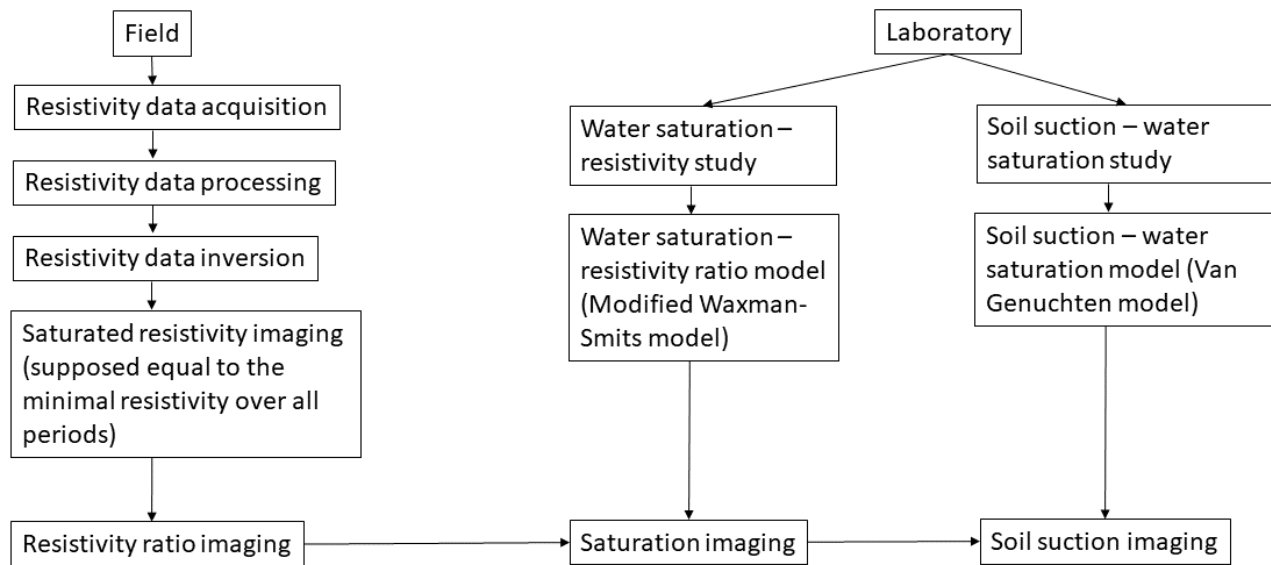 Field
Resistivity data acquisition
Resistivity data processing
Resistivity data inversion
Saturated resistivity imaging
(supposed equal to the
minimal resistivity over all
periods)
Resistivity ratio imaging
Laboratory
Water saturation –
resistivity study
Water saturation –
resistivity ratio model
(Modified Waxman-
Smits model)
Saturation imaging
Soil suction – water
saturation study
Soil suction – water
saturation model (Van
Genuchten model)
Soil suction imaging